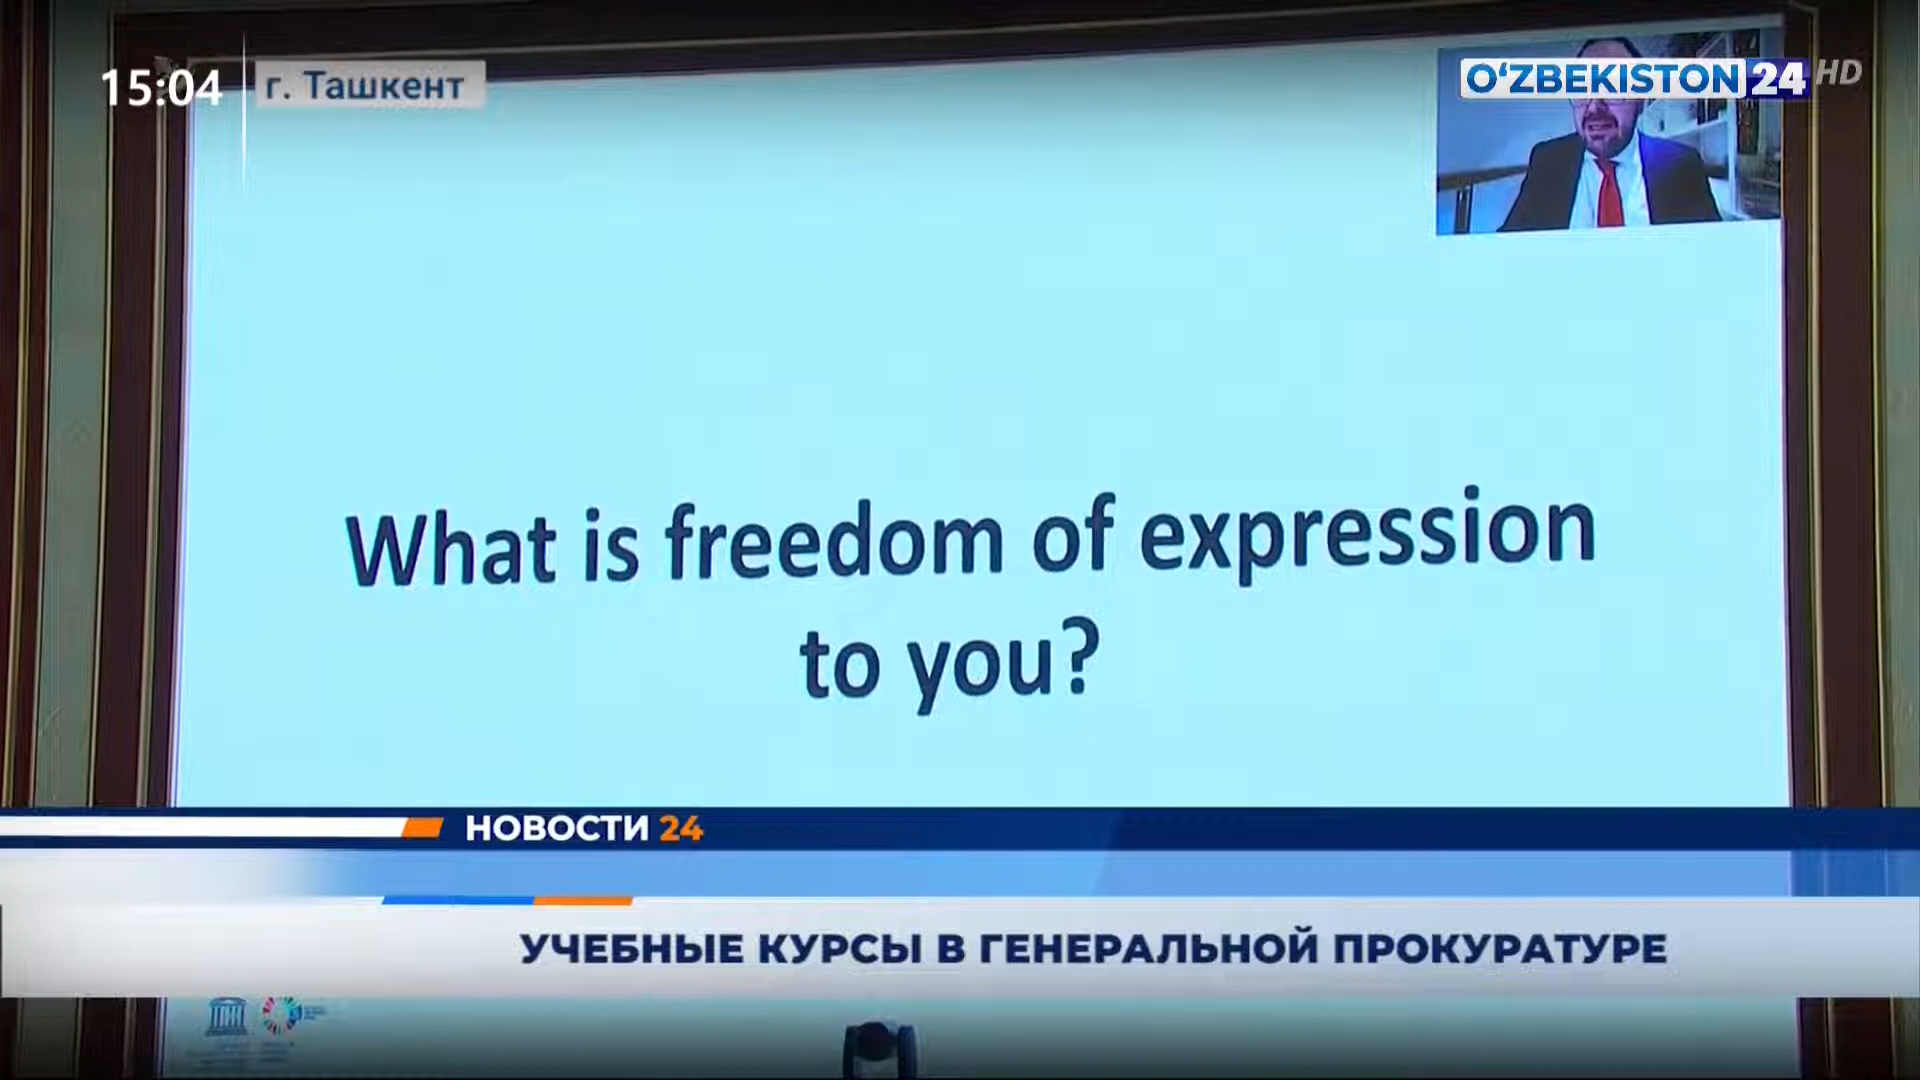 15:04
г. Ташкент
O‘ZBEKISTON 24 HD
What is freedom of expression
to you?
НОВОСТИ 24
УЧЕБНЫЕ КУРСЫ В ГЕНЕРАЛЬНОЙ ПРОКУРАТУРЕ